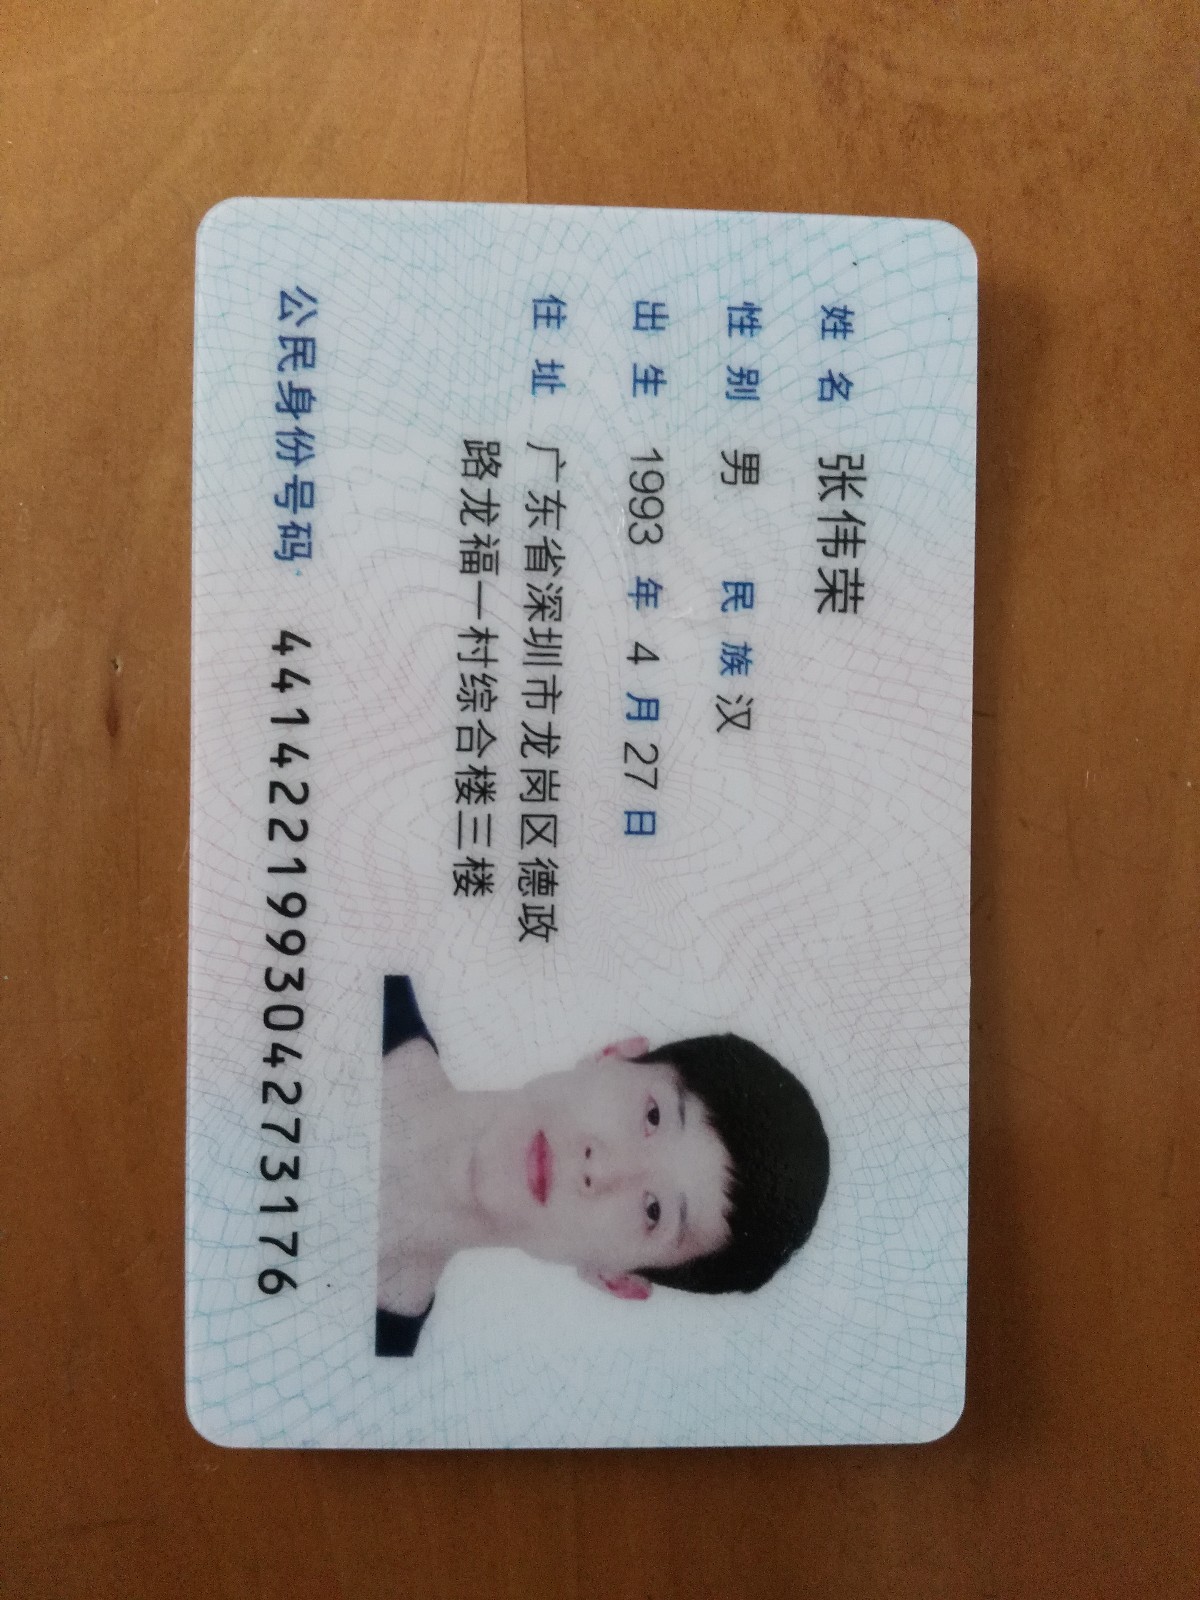 姓名 张伟荣
性别 男 民族 汉
出生 1993 年 4 月 27 日
住址 广东省深圳市龙岗区德政
路龙福一村综合楼三楼
公民身份号码 441422199304273176